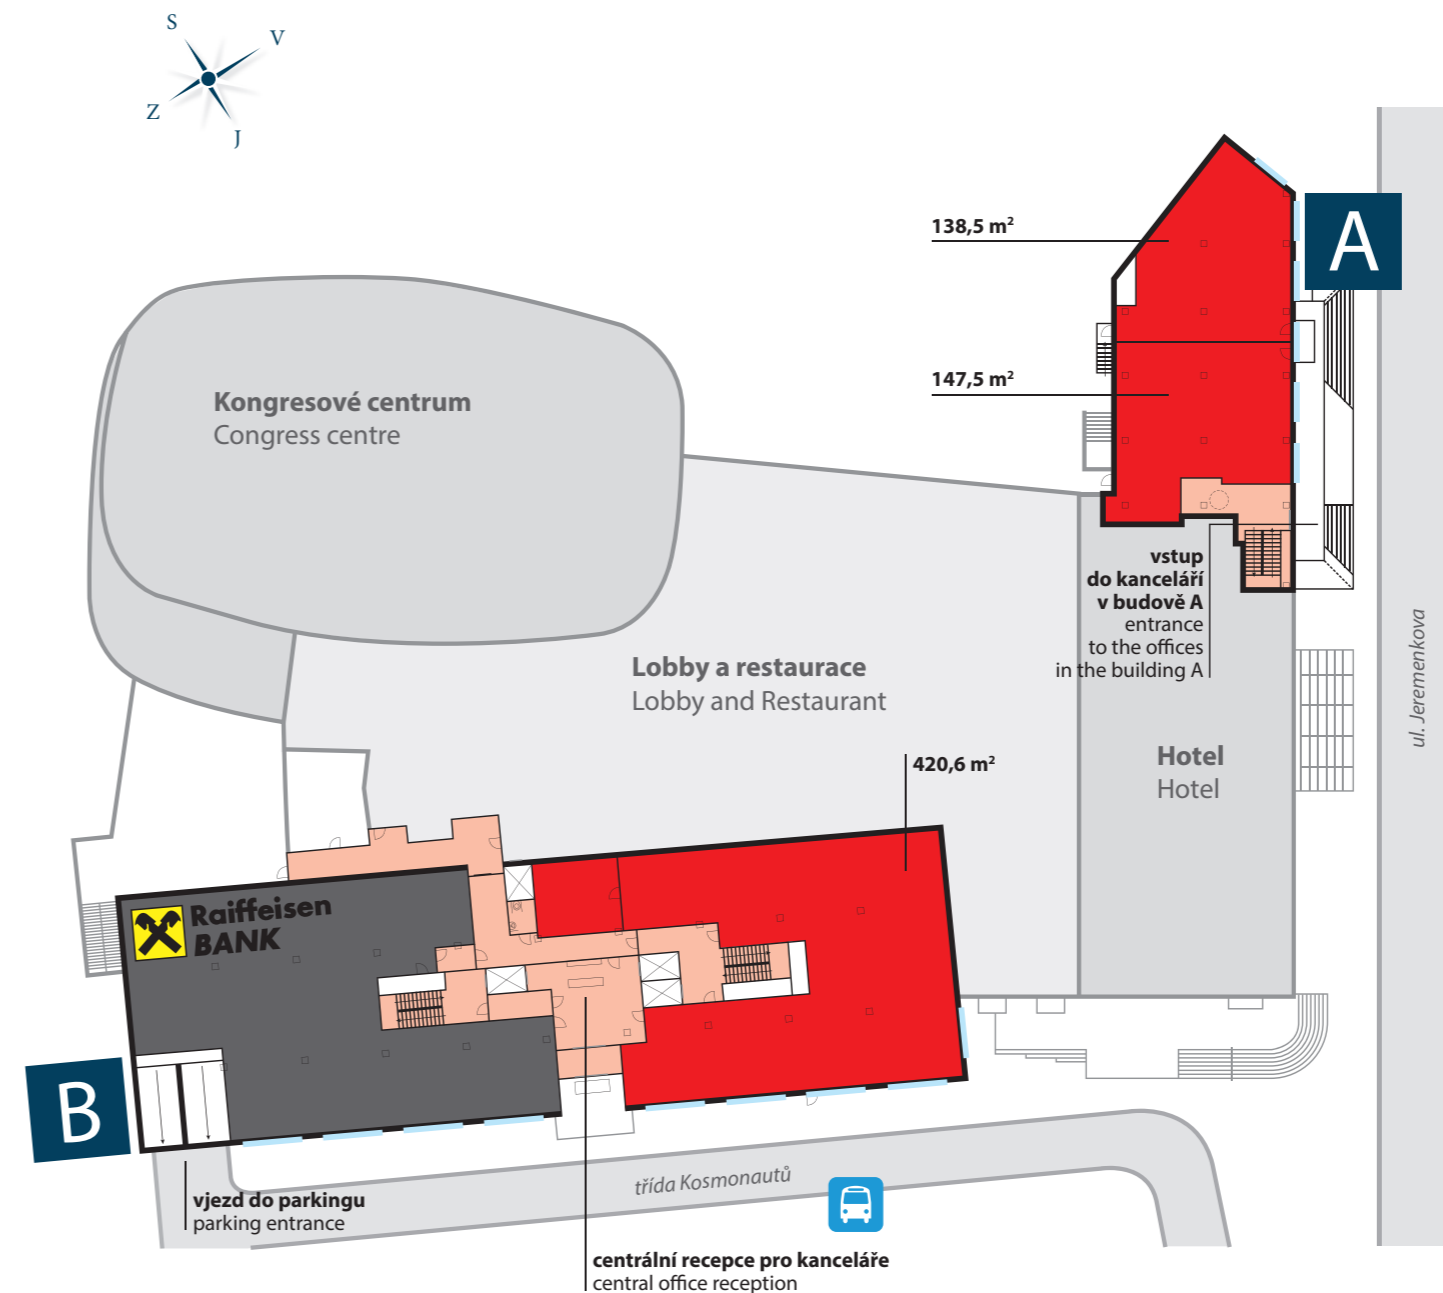 S
V
Z
J
138,5 m²
A
147,5 m²
Kongresové centrum
Congress centre
vstup
do kanceláří
v budově A
entrance
to the offices
in the building A
ul. Jeremenkova
Lobby a restaurace
Lobby and Restaurant
Hotel
Hotel
420,6 m²
Raiffeisen
BANK
B
třída Kosmonautů
vjezd do parkingu
parking entrance
centrální recepce pro kanceláře
central office reception